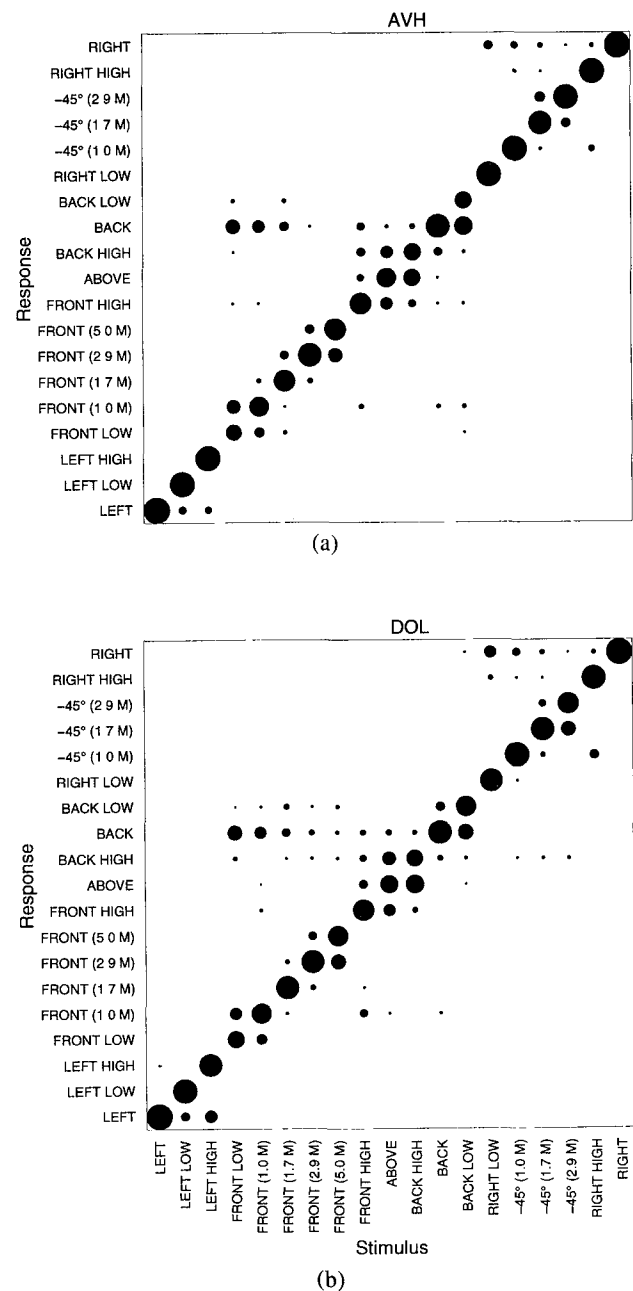 AVH
RIGHT
RIGHT HIGH
−45° (2 9 M)
−45° (1 7 M)
−45° (1 0 M)
RIGHT LOW
BACK LOW
BACK
BACK HIGH
ABOVE
FRONT HIGH
FRONT (5 0 M)
FRONT (2 9 M)
FRONT (1 7 M)
FRONT (1 0 M)
FRONT LOW
LEFT HIGH
LEFT LOW
LEFT
Response
(a)
DOL
RIGHT
RIGHT HIGH
−45° (2 9 M)
−45° (1 7 M)
−45° (1 0 M)
RIGHT LOW
BACK LOW
BACK
BACK HIGH
ABOVE
FRONT HIGH
FRONT (5 0 M)
FRONT (2 9 M)
FRONT (1 7 M)
FRONT (1 0 M)
FRONT LOW
LEFT HIGH
LEFT LOW
LEFT
Response
LEFT
LEFT LOW
LEFT HIGH
FRONT LOW
FRONT (1.0 M)
FRONT (1.7 M)
FRONT (2.9 M)
FRONT (5.0 M)
FRONT HIGH
ABOVE
BACK HIGH
BACK
BACK LOW
RIGHT LOW
−45° (1.0 M)
−45° (1.7 M)
−45° (2.9 M)
RIGHT HIGH
RIGHT
Stimulus
(b)